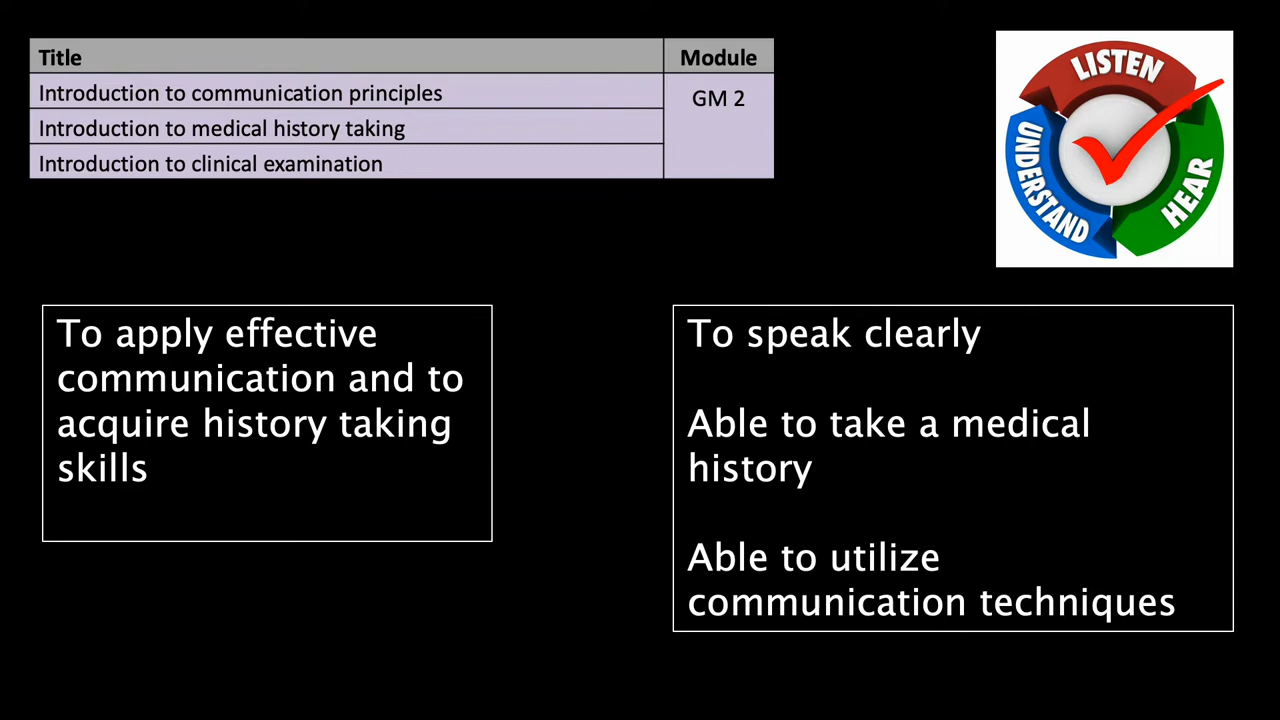 Title Module
Introduction to communication principles GM 2
Introduction to medical history taking
Introduction to clinical examination
LISTEN
UNDERSTAND
HEAR
To apply effective
communication and to
acquire history taking
skills
To speak clearly
Able to take a medical
history
Able to utilize
communication techniques